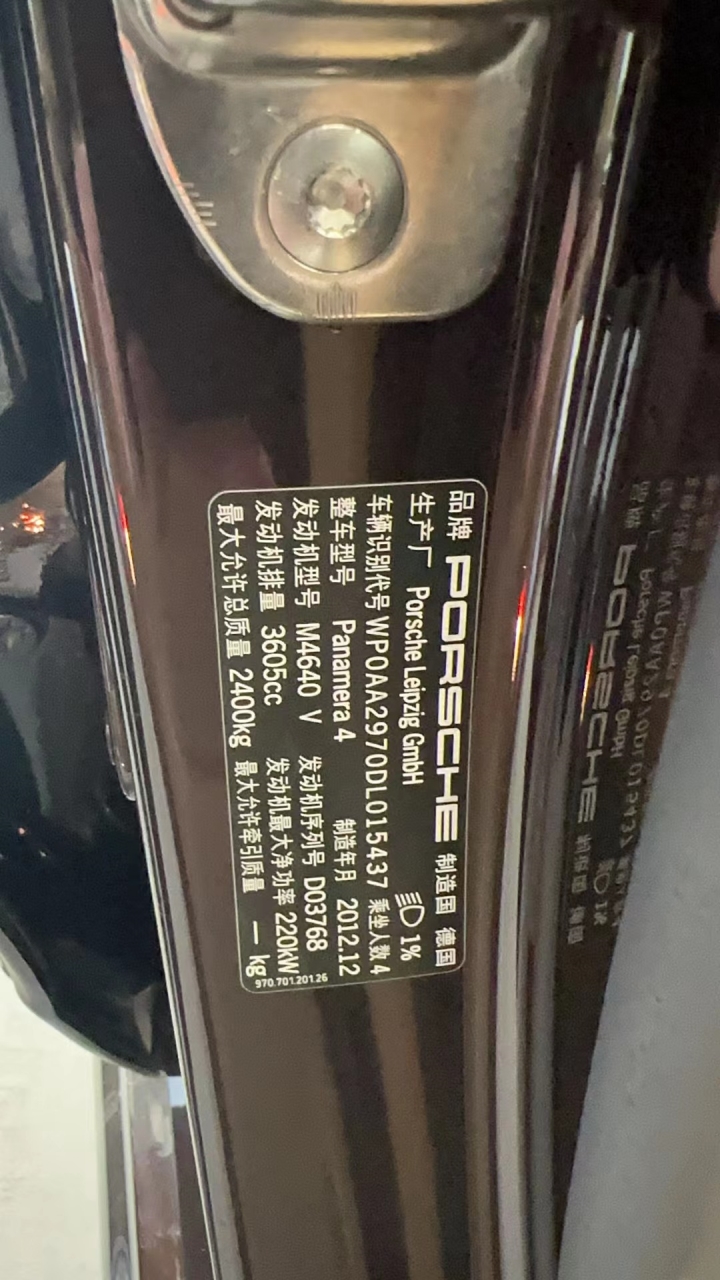 品牌 PORSCHE 制造国 德国
生产厂 Porsche Leipzig GmbH 1%
车辆识别代号 WP0AA2970DL015437 乘坐人数 4
整车型号 Panamera 4 制造年月 2012.12
发动机型号 M4640 V 发动机序列号 D03768
发动机排量 3605cc 发动机最大净功率 220kW
最大允许总质量 2400kg 最大允许牵引质量 — kg
970.701.201.26